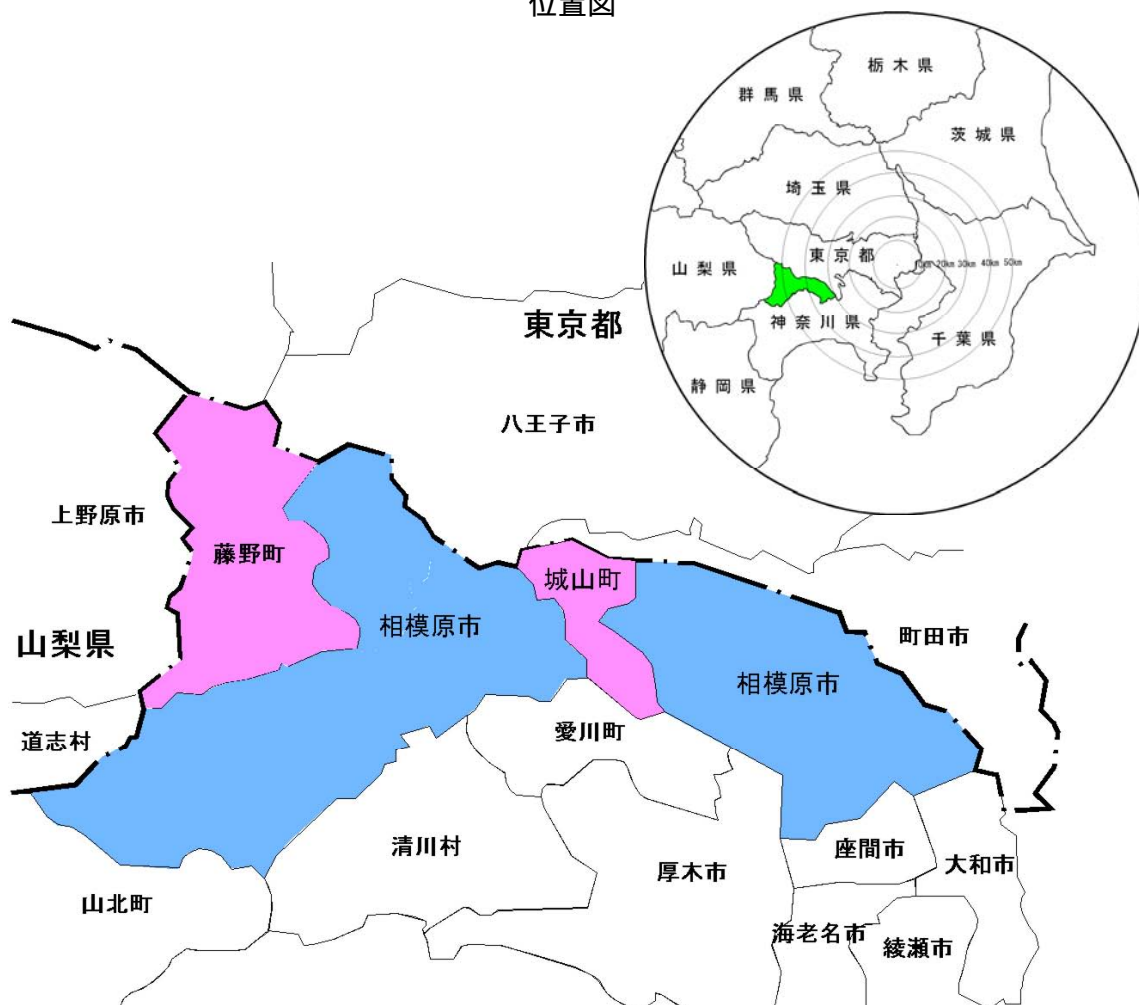 位置図
栃木県
群馬県
茨城県
埼玉県
東京都
山梨県
20km 30km 40km 50km
神奈川県
千葉県
静岡県
東京都
八王子市
上野原市
藤野町
城山町
相模原市
町田市
山梨県
相模原市
道志村
愛川町
清川村
座間市
大和市
厚木市
山北町
海老名市
綾瀬市